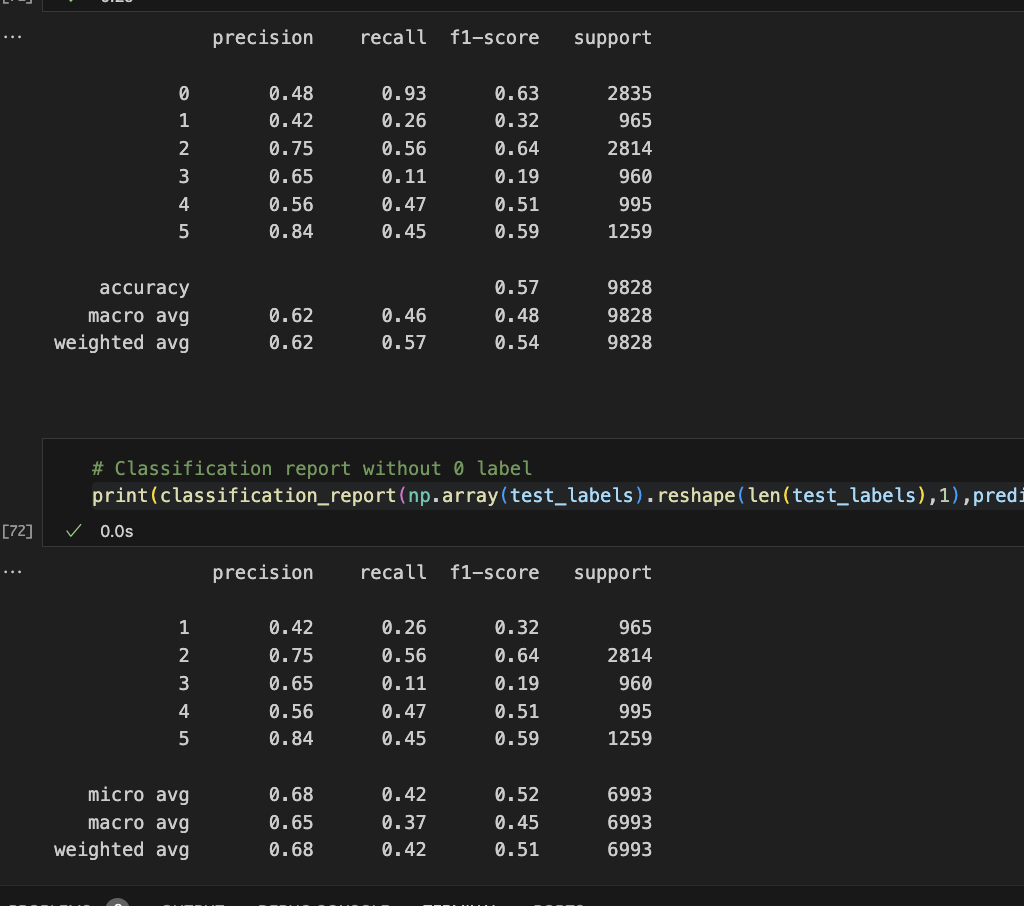 ...
precision recall f1-score support
0 0.48 0.93 0.63 2835
1 0.42 0.26 0.32 965
2 0.75 0.56 0.64 2814
3 0.65 0.11 0.19 960
4 0.56 0.47 0.51 995
5 0.84 0.45 0.59 1259
accuracy 0.57 9828
macro avg 0.62 0.46 0.48 9828
weighted avg 0.62 0.57 0.54 9828
# Classification report without 0 label
print(classification_report(np.array(test_labels).reshape(len(test_labels),1),predi
[72] ✓ 0.0s
...
precision recall f1-score support
1 0.42 0.26 0.32 965
2 0.75 0.56 0.64 2814
3 0.65 0.11 0.19 960
4 0.56 0.47 0.51 995
5 0.84 0.45 0.59 1259
micro avg 0.68 0.42 0.52 6993
macro avg 0.65 0.37 0.45 6993
weighted avg 0.68 0.42 0.51 6993